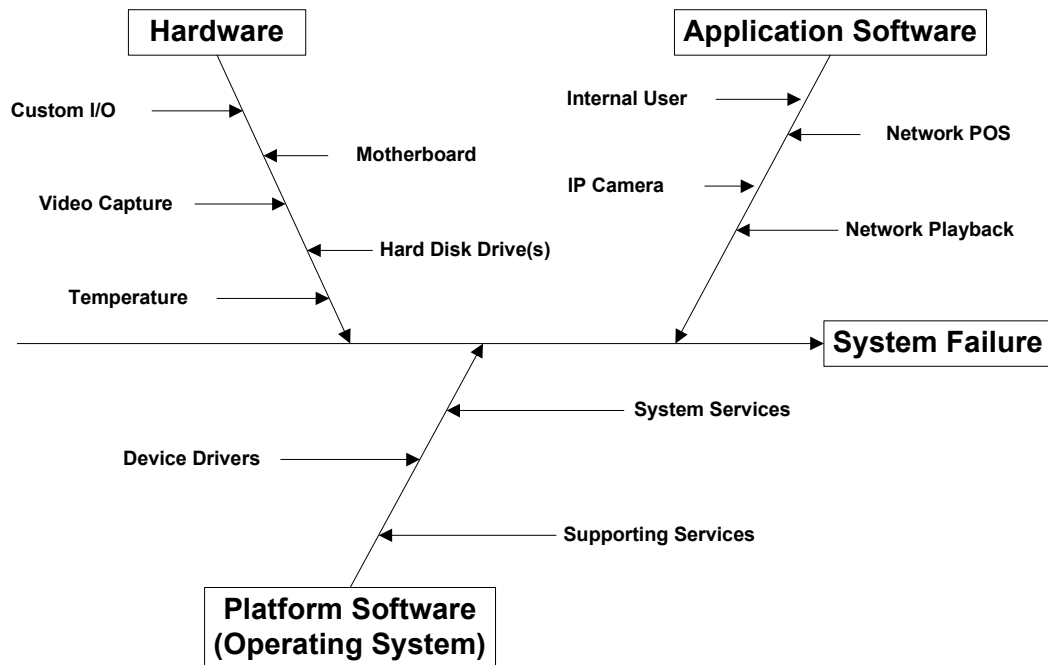 Hardware
Application Software
Internal User
Custom I/O
Network POS
Motherboard
IP Camera
Video Capture
Network Playback
Hard Disk Drive(s)
Temperature
System Failure
System Services
Device Drivers
Supporting Services
Platform Software
(Operating System)